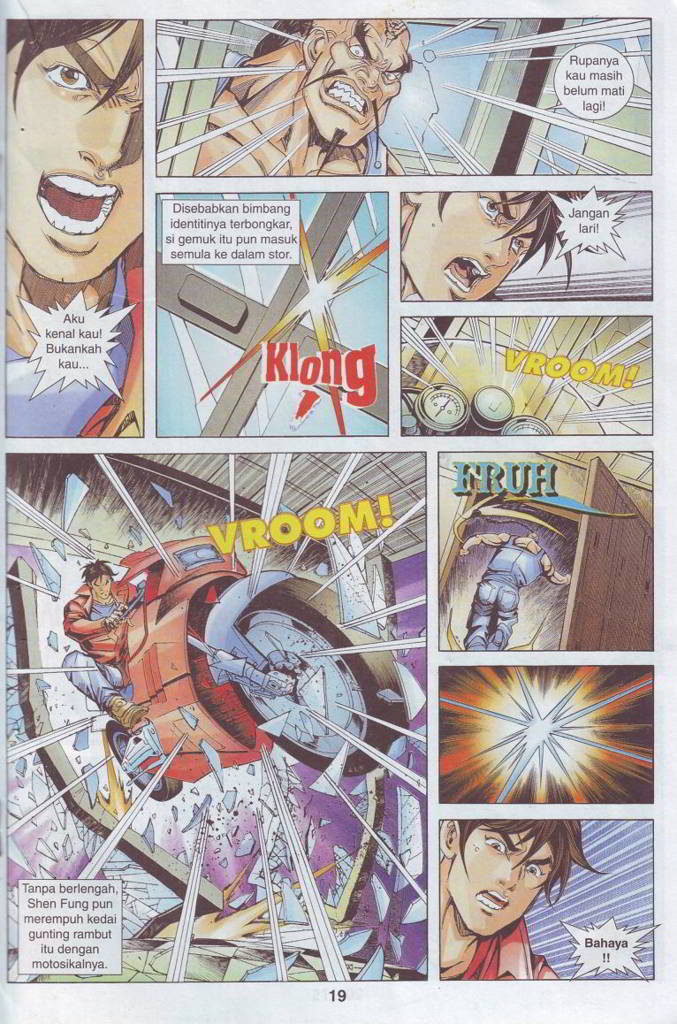 Aku
kenal kau!
Bukankah
kau...
Rupanya
kau masih
belum mati
lagi!
Disebabkan bimbang
identitinya terbongkar,
si gemuk itu pun masuk
semula ke dalam stor.
Klong
!
Jangan
lari!
VROOM!
VROOM!
Tanpa berlengah,
Shen Fung pun
merempuh kedai
gunting rambut
itu dengan
motosikalnya.
FRUH
Bahaya
!!
19